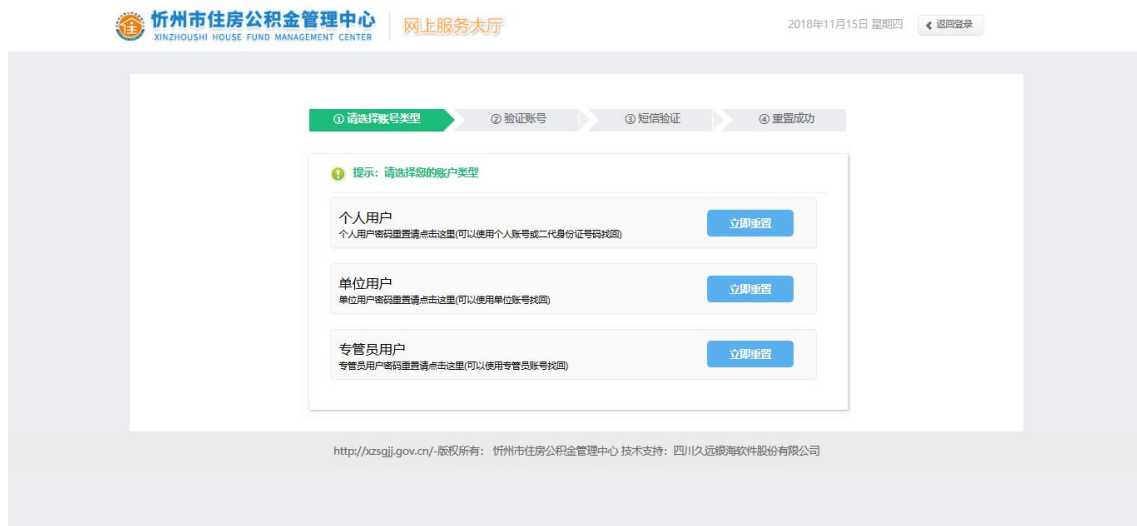 忻州市住房公积金管理中心
XINZHOUSHI HOUSE FUND MANAGEMENT CENTER
网上服务大厅
2018年11月15日 星期四
返回登录
① 请选择账号类型
② 验证账号
③ 短信验证
④ 重置成功
提示：请选择您的账户类型
个人用户
个人用户密码重置请点击这里(可以使用个人账号或二代身份证号码找回)
立即重置
单位用户
单位用户密码重置请点击这里(可以使用单位账号找回)
立即重置
专管员用户
专管员用户密码重置请点击这里(可以使用专管员账号找回)
立即重置
http://xzsgjj.gov.cn/-版权所有： 忻州市住房公积金管理中心 技术支持：四川久远银海软件股份有限公司